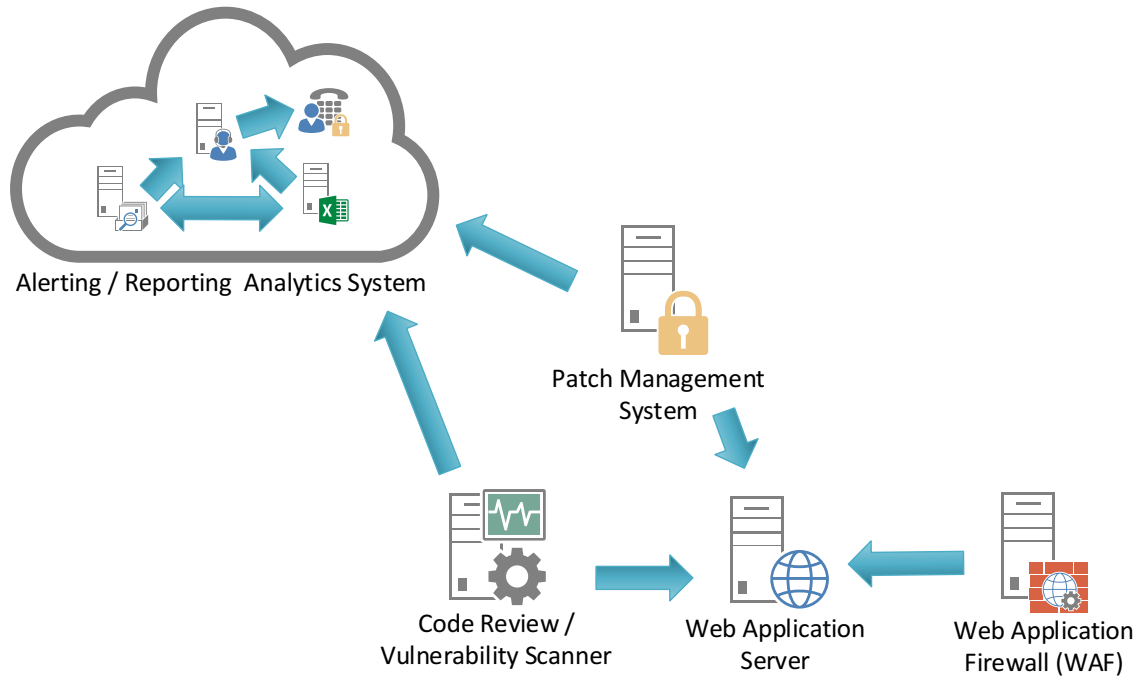 Alerting / Reporting  Analytics System
Patch Management
System
Code Review /
Vulnerability Scanner
Web Application
Server
Web Application
Firewall (WAF)